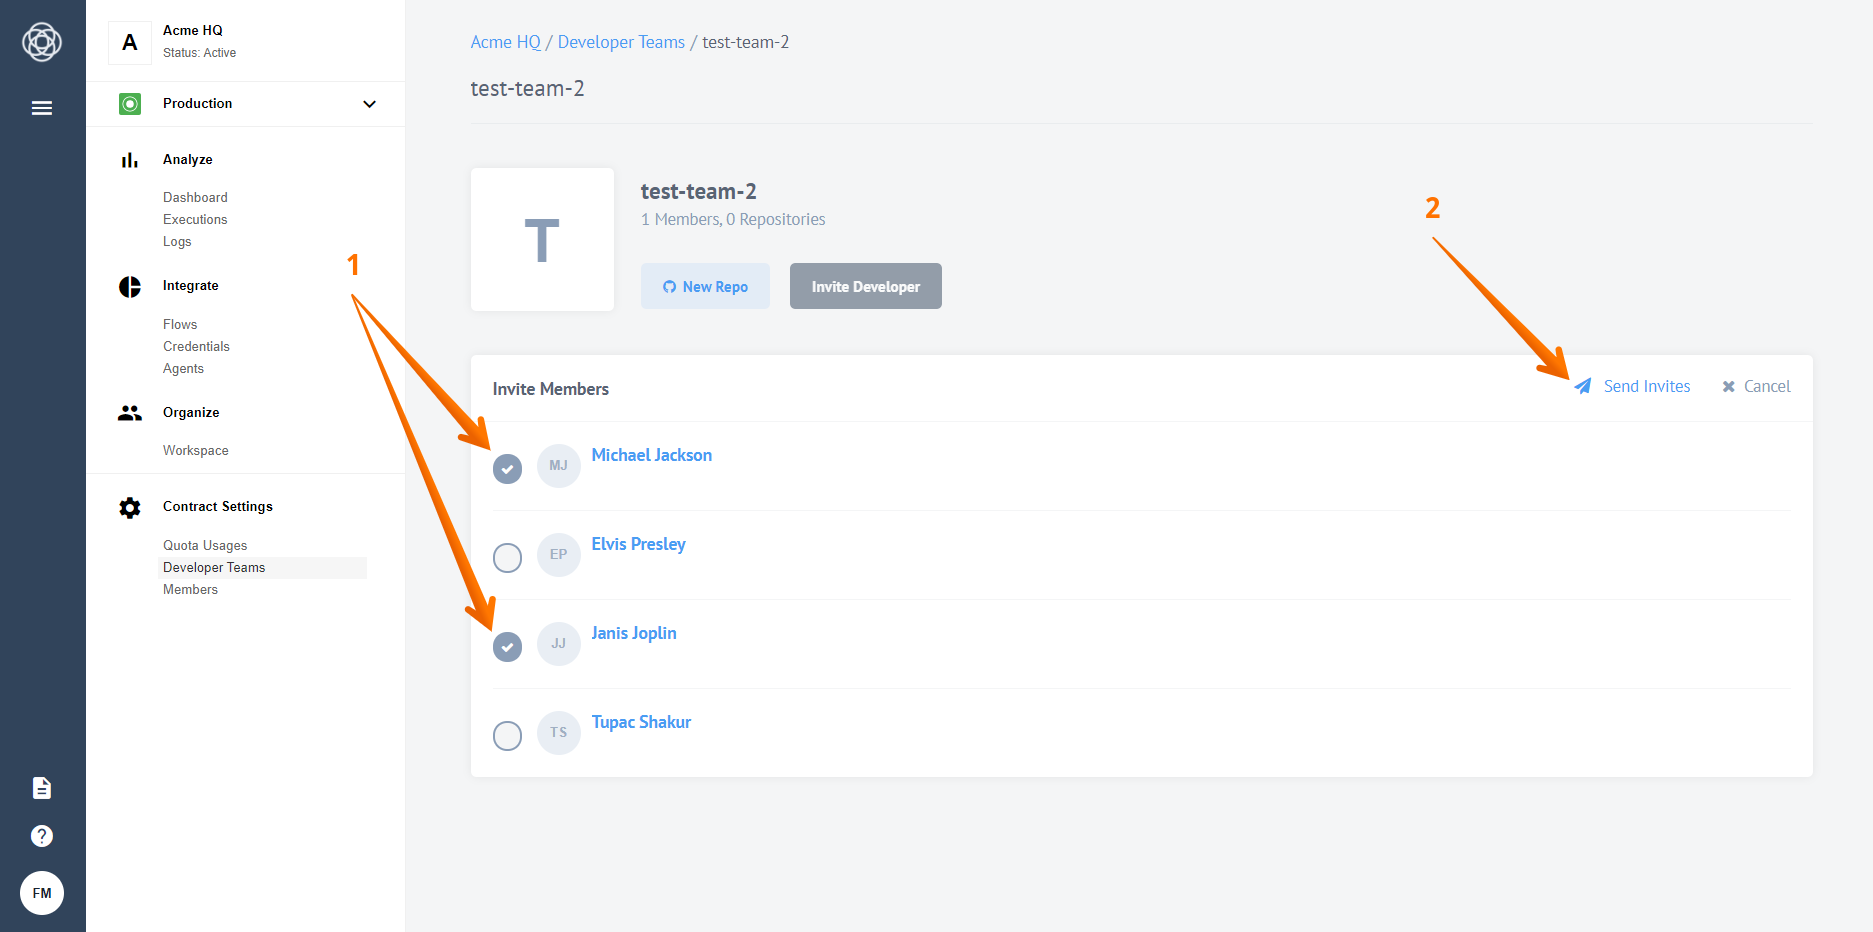 A
Acme HQ
Status: Active
Production
Analyze
Dashboard
Executions
Logs
Integrate
Flows
Credentials
Agents
Organize
Workspace
Contract Settings
Quota Usages
Developer Teams
Members
FM
Acme HQ / Developer Teams / test-team-2
test-team-2
T
test-team-2
1 Members, 0 Repositories
New Repo
Invite Developer
1
2
Invite Members
Send Invites
Cancel
MJ
Michael Jackson
EP
Elvis Presley
JJ
Janis Joplin
TS
Tupac Shakur